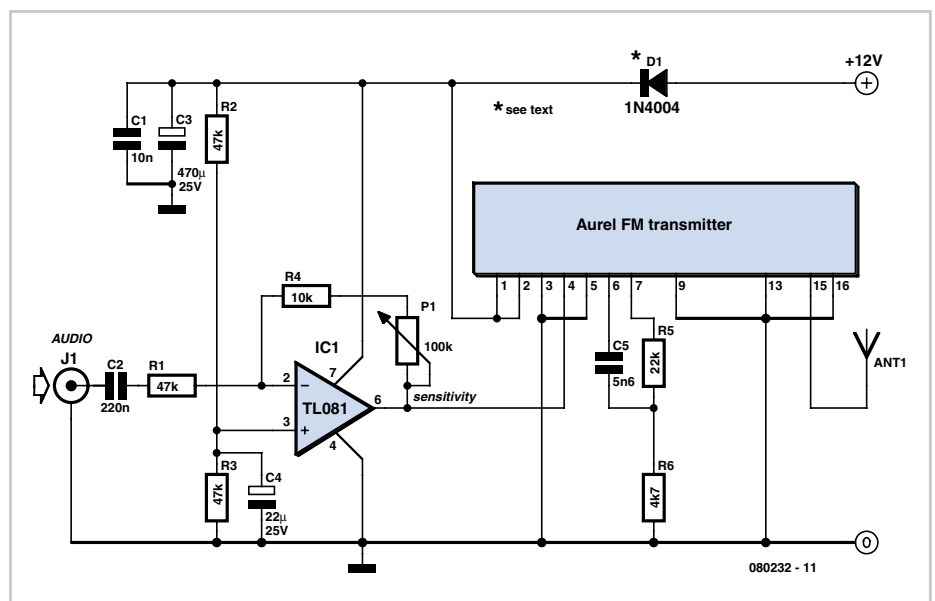 +12V
* D1
1N4004
* see text
R2
47k
C1
10n
C3
470µ
25V
Aurel FM transmitter
1 2 3 4 5 6 7 9 13 15 16
R4
10k
P1
100k
AUDIO
J1
IC1
C2
220n
R1
47k
2
−
7
TL081
6
sensitivity
3
+
4
C5
5n6
R5
22k
ANT1
R3
47k
C4
22µ
25V
R6
4k7
0
080232 - 11